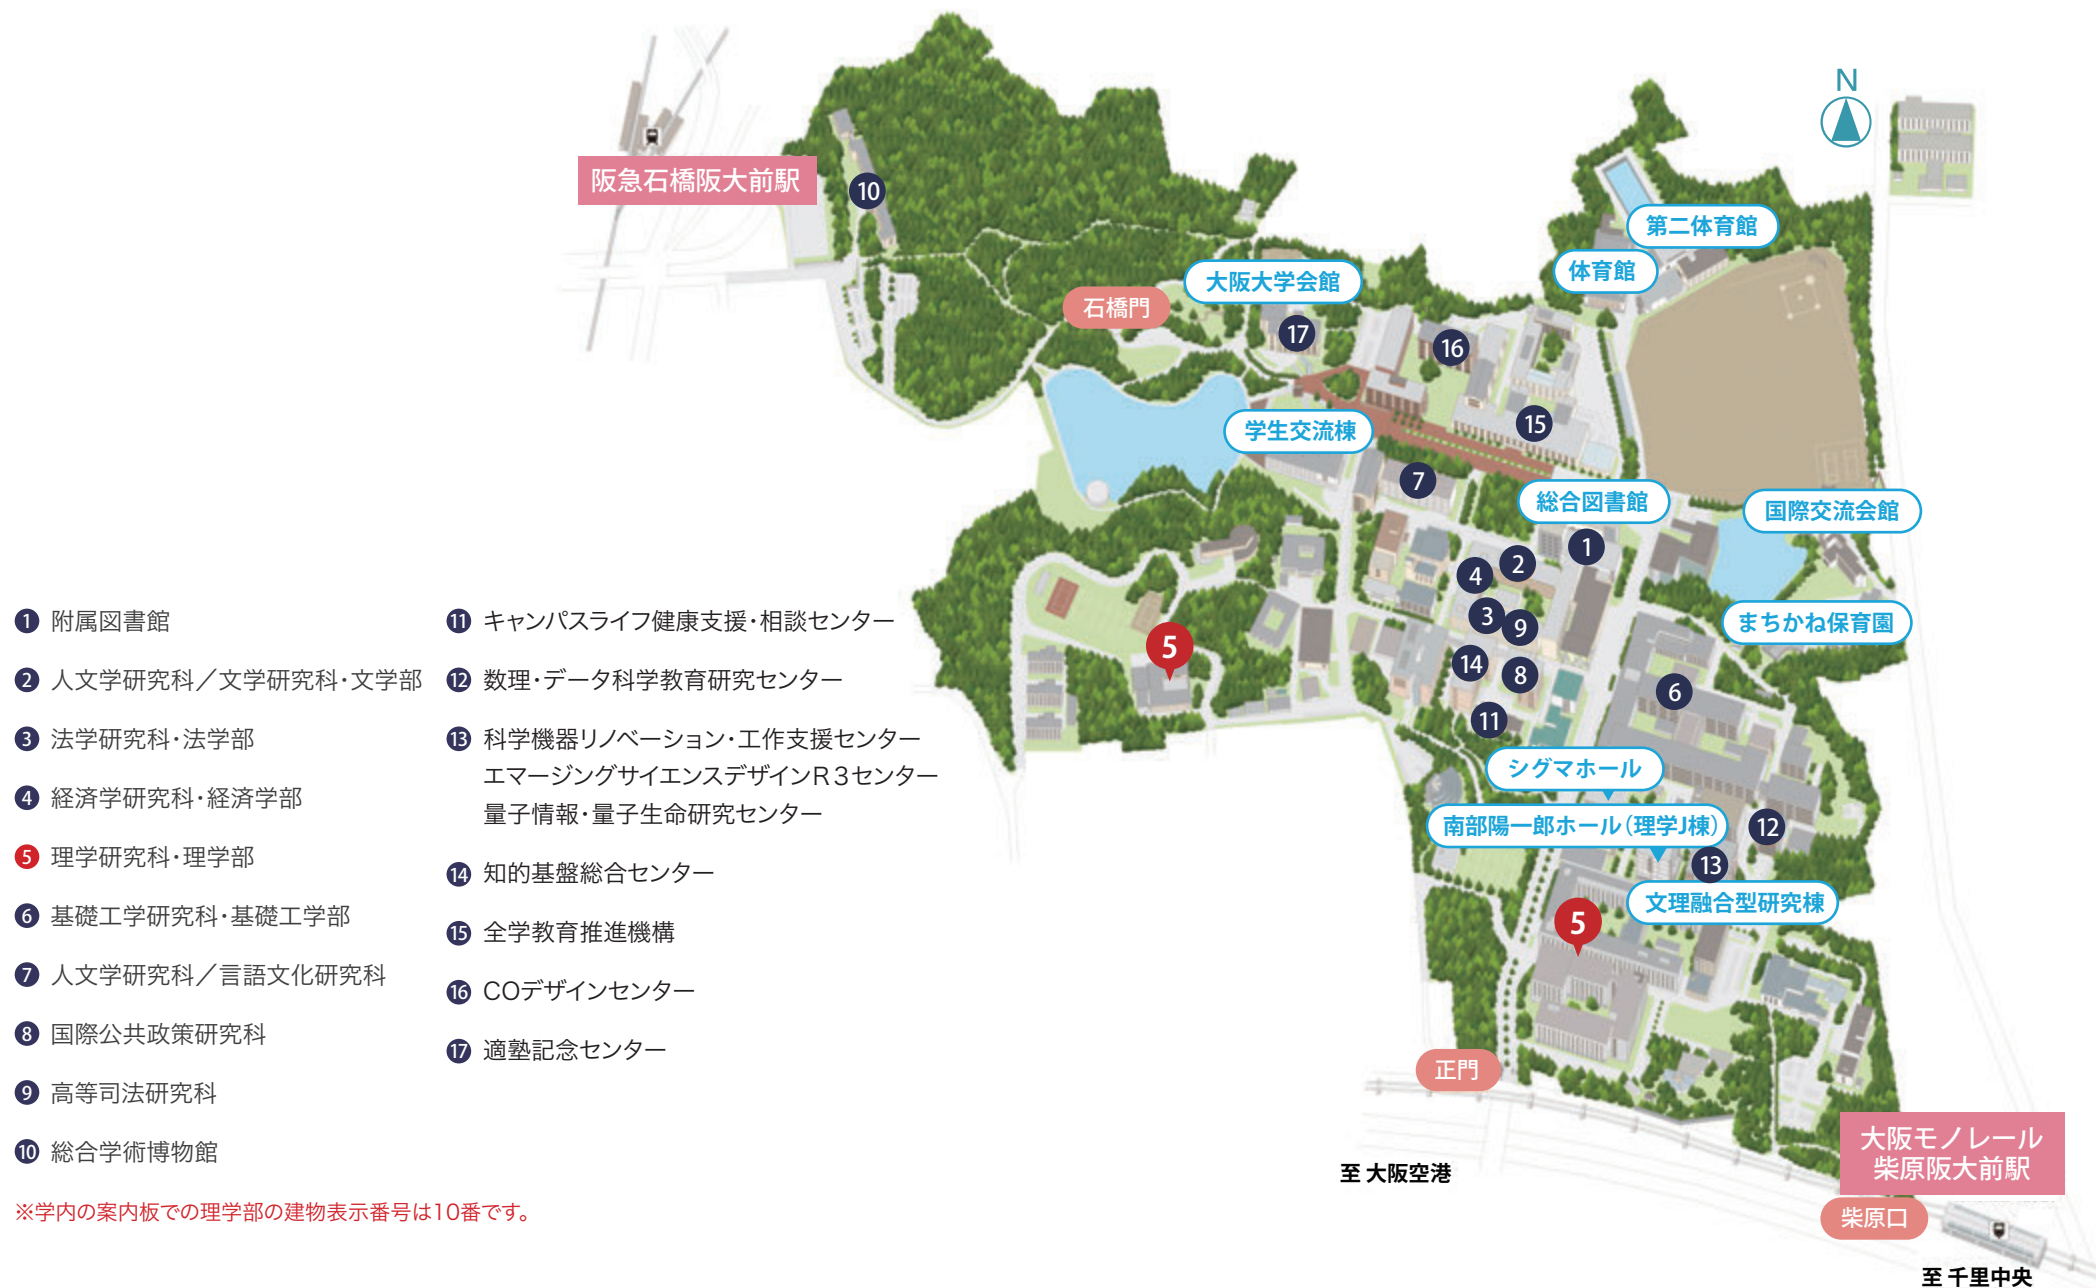 N
阪急石橋阪大前駅
10
第二体育館
体育館
大阪大学会館
石橋門
17
16
15
学生交流棟
7
総合図書館
国際交流会館
1
2
4
3
9
まちかね保育園
5
14
8
6
11
シグマホール
南部陽一郎ホール（理学J棟）
12
13
文理融合型研究棟
5
正門
大阪モノレール
柴原阪大前駅
至 大阪空港
柴原口
至 千里中央
1 附属図書館
2 人文学研究科／文学研究科・文学部
3 法学研究科・法学部
4 経済学研究科・経済学部
5 理学研究科・理学部
6 基礎工学研究科・基礎工学部
7 人文学研究科／言語文化研究科
8 国際公共政策研究科
9 高等司法研究科
10 総合学術博物館
11 キャンパスライフ健康支援・相談センター
12 数理・データ科学教育研究センター
13 科学機器リノベーション・工作支援センター
エマージングサイエンスデザインR３センター
量子情報・量子生命研究センター
14 知的基盤総合センター
15 全学教育推進機構
16 COデザインセンター
17 適塾記念センター
※学内の案内板での理学部の建物表示番号は10番です。